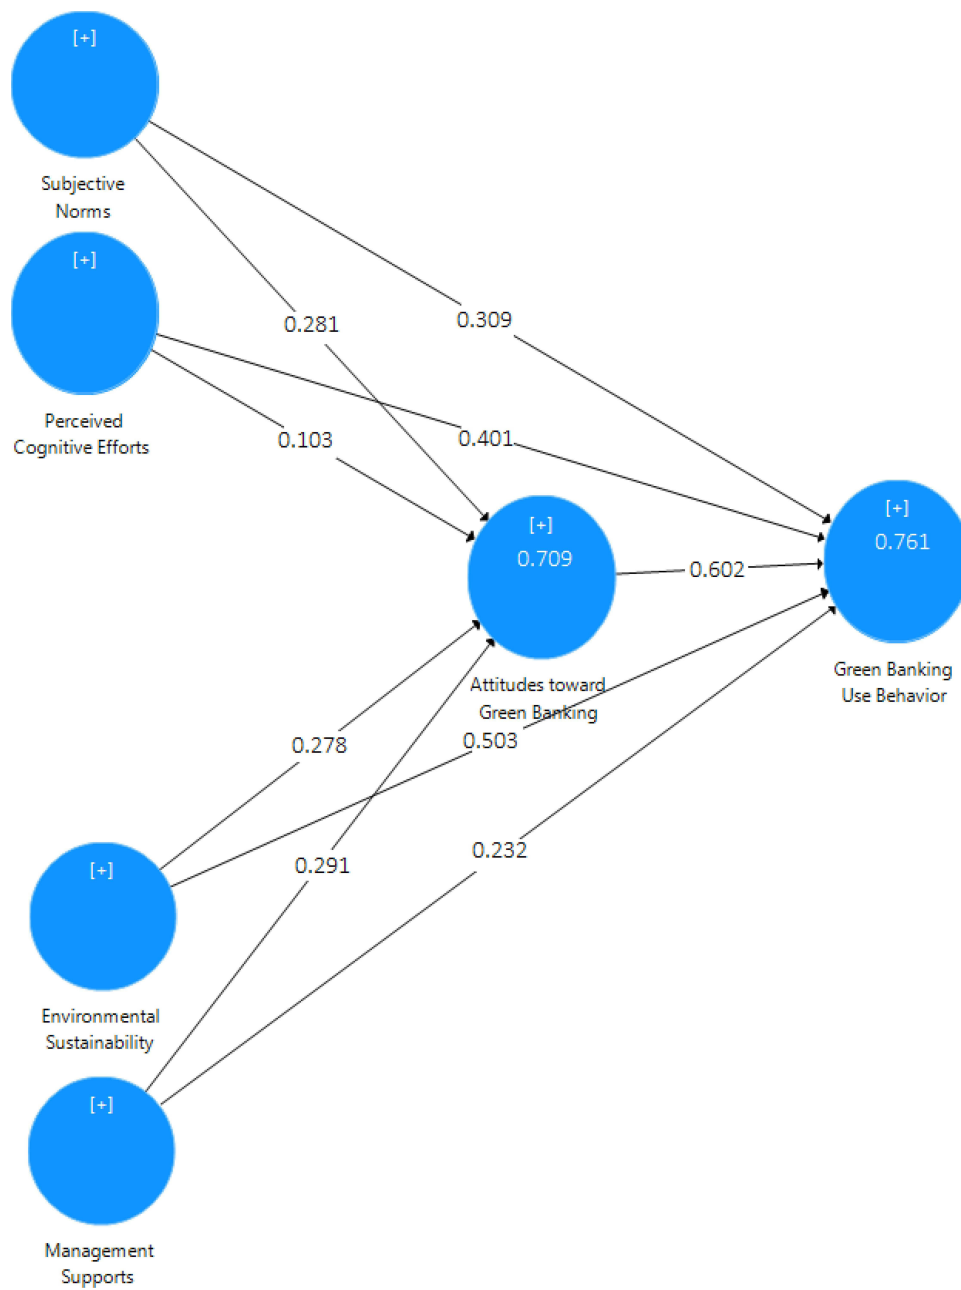 [+]
Subjective
Norms
[+]
0.281
0.309
Perceived
Cognitive Efforts
0.103
0.401
[+]
0.761
[+]
0.709
0.602
Green Banking
Use Behavior
Attitudes toward
Green Banking
0.278
0.503
[+]
0.291
0.232
Environmental
Sustainability
[+]
Management
Supports